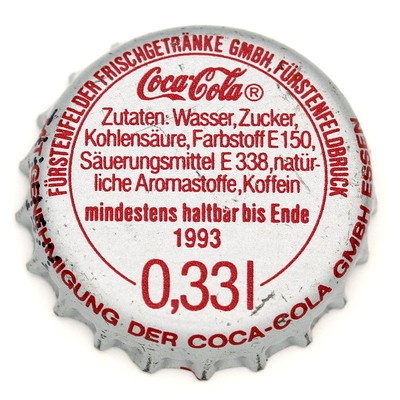 FÜRSTENFELDER FRISCHGETRÄNKE GMBH, FÜRSTENFELDBRUCK
Coca-Cola ®
Zutaten: Wasser, Zucker,
Kohlensäure, Farbstoff E 150,
Säuerungsmittel E 338, natür-
liche Aromastoffe, Koffein
mindestens haltbar bis Ende
1993
0,33 l
GENEHMIGUNG DER COCA-COLA GMBH ESSEN